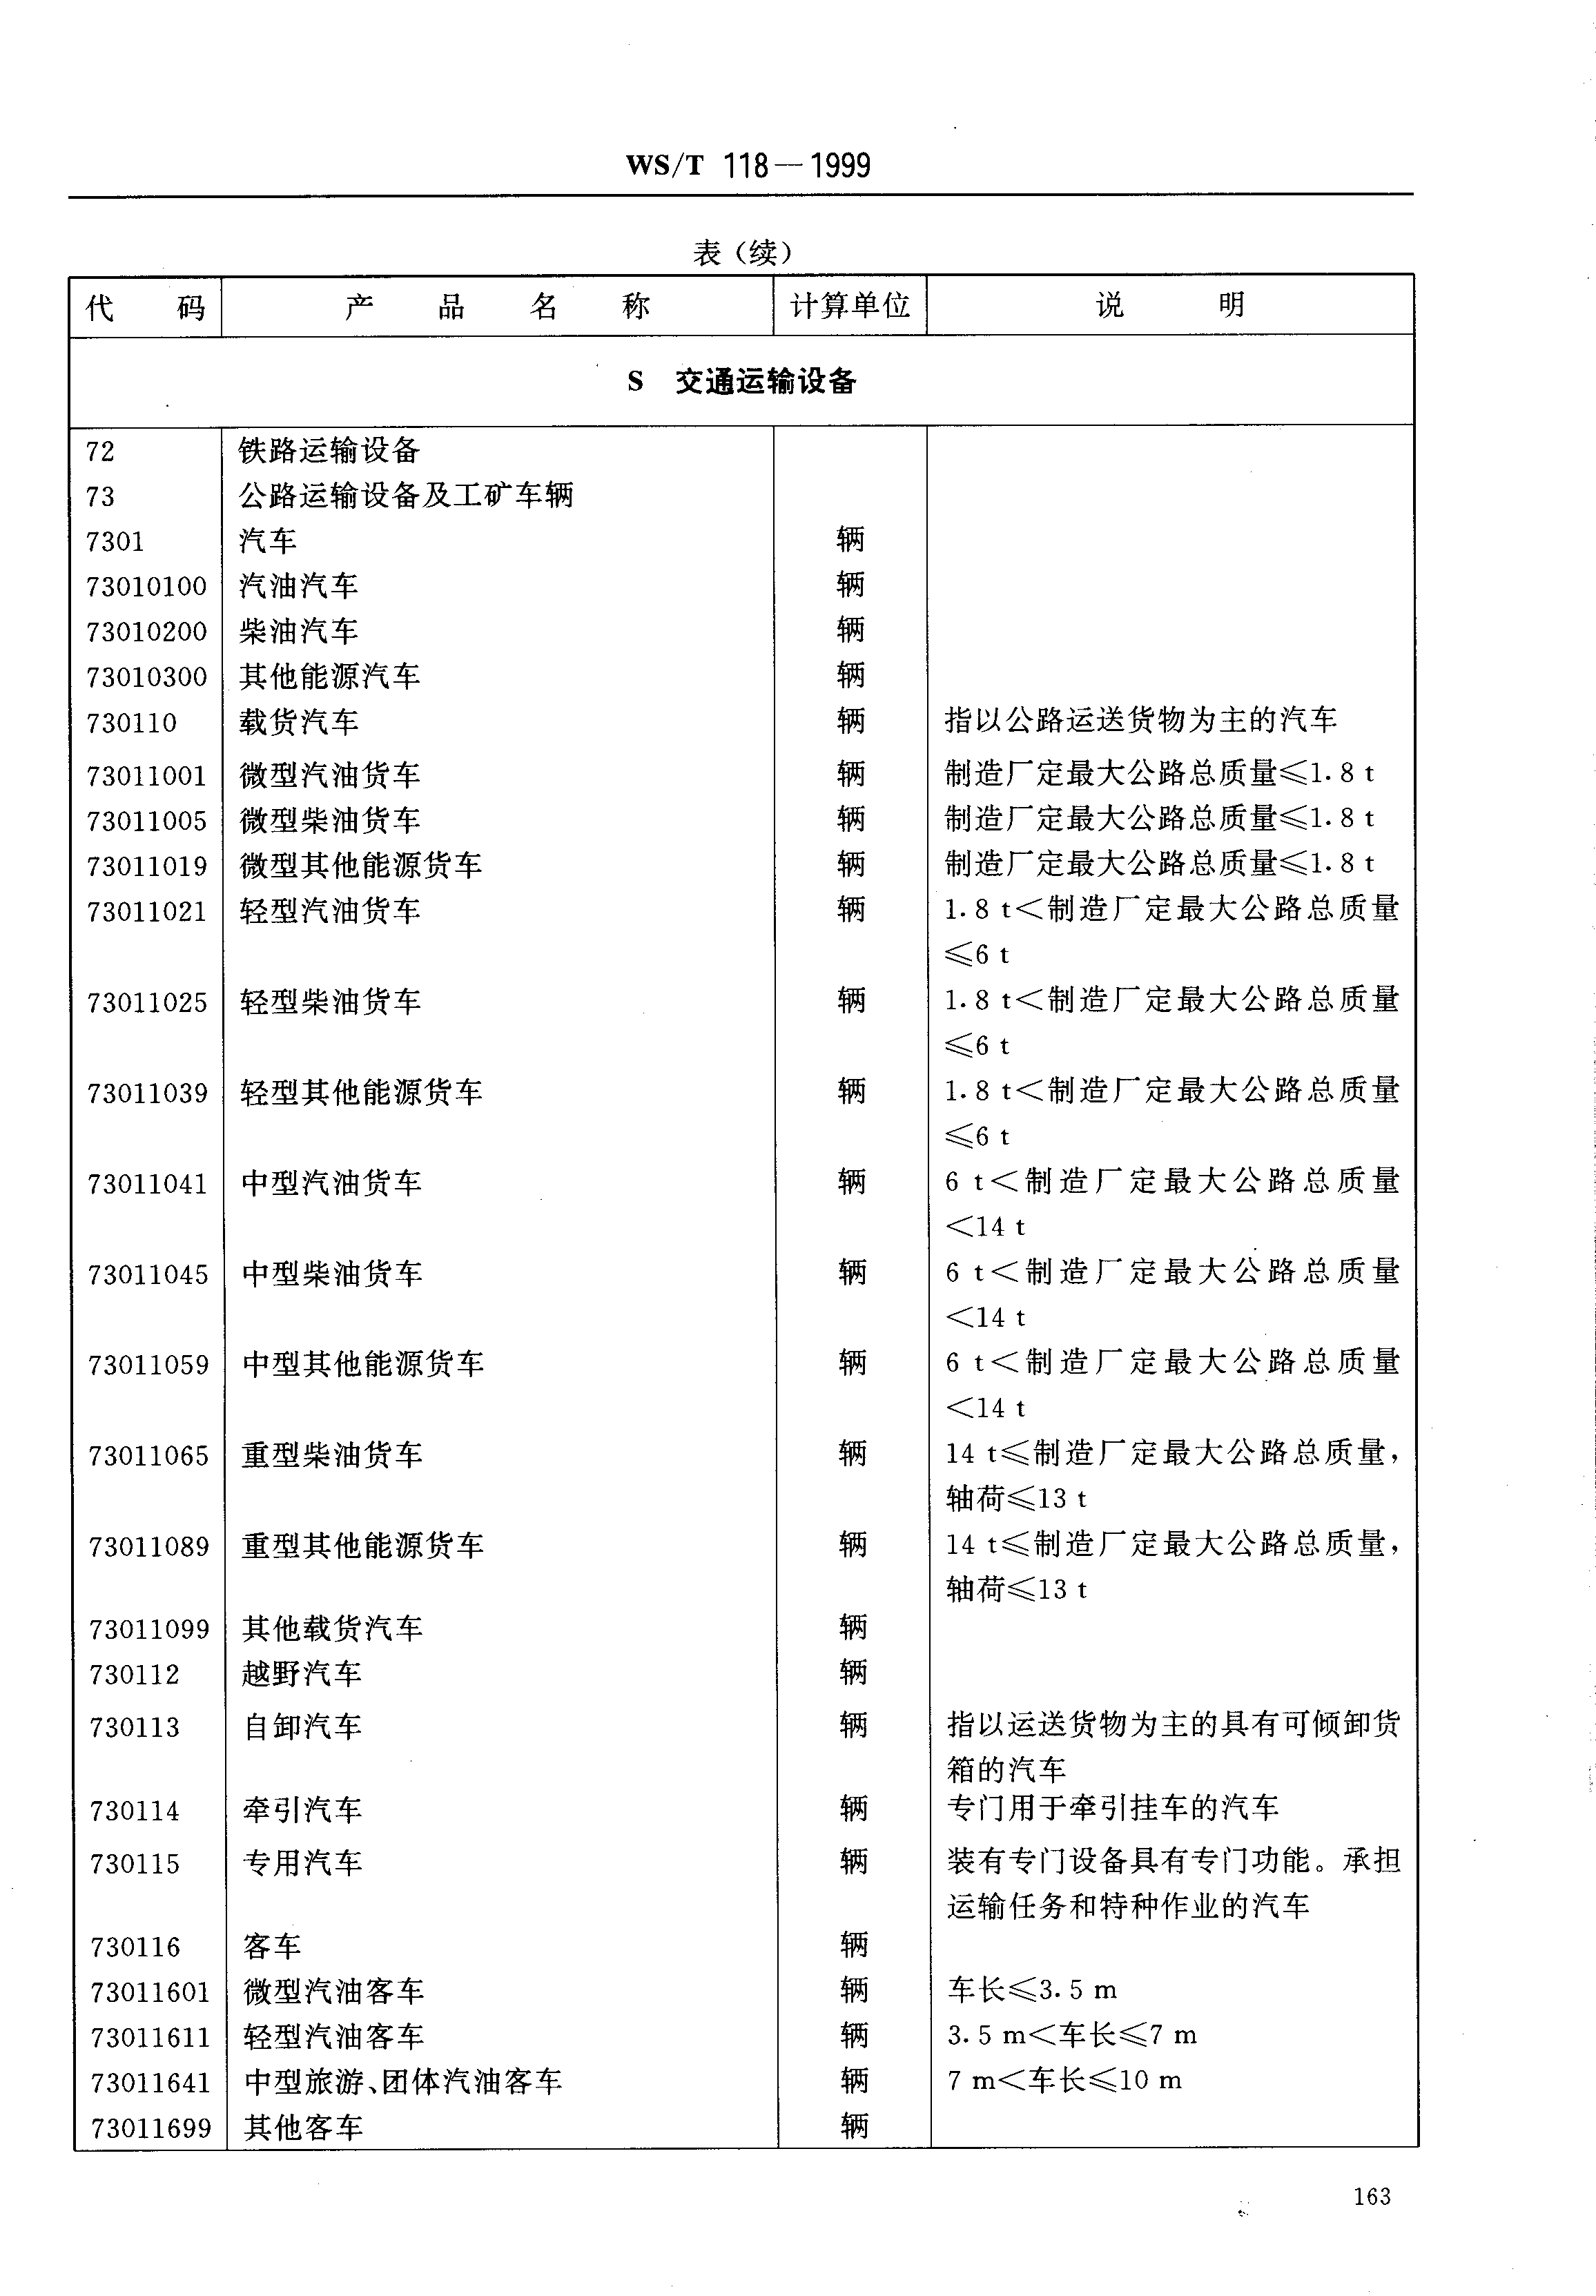 WS/T 118—1999
表（续）
代 码 产 品 名 称 计算单位 说 明
S 交通运输设备
72 铁路运输设备
73 公路运输设备及工矿车辆
7301 汽车 辆
73010100 汽油汽车 辆
73010200 柴油汽车 辆
73010300 其他能源汽车 辆
730110 载货汽车 辆 指以公路运送货物为主的汽车
73011001 微型汽油货车 辆 制造厂定最大公路总质量≤1.8 t
73011005 微型柴油货车 辆 制造厂定最大公路总质量≤1.8 t
73011019 微型其他能源货车 辆 制造厂定最大公路总质量≤1.8 t
73011021 轻型汽油货车 辆 1.8 t＜制造厂定最大公路总质量
≤6 t
73011025 轻型柴油货车 辆 1.8 t＜制造厂定最大公路总质量
≤6 t
73011039 轻型其他能源货车 辆 1.8 t＜制造厂定最大公路总质量
≤6 t
73011041 中型汽油货车 辆 6 t＜制造厂定最大公路总质量
＜14 t
73011045 中型柴油货车 辆 6 t＜制造厂定最大公路总质量
＜14 t
73011059 中型其他能源货车 辆 6 t＜制造厂定最大公路总质量
＜14 t
73011065 重型柴油货车 辆 14 t≤制造厂定最大公路总质量，
轴荷≤13 t
73011089 重型其他能源货车 辆 14 t≤制造厂定最大公路总质量，
轴荷≤13 t
73011099 其他载货汽车 辆
730112 越野汽车 辆
730113 自卸汽车 辆 指以运送货物为主的具有可倾卸货
箱的汽车
730114 牵引汽车 辆 专门用于牵引挂车的汽车
730115 专用汽车 辆 装有专门设备具有专门功能。承担
运输任务和特种作业的汽车
730116 客车 辆
73011601 微型汽油客车 辆 车长≤3.5 m
73011611 轻型汽油客车 辆 3.5 m＜车长≤7 m
73011641 中型旅游、团体汽油客车 辆 7 m＜车长≤10 m
73011699 其他客车 辆
163